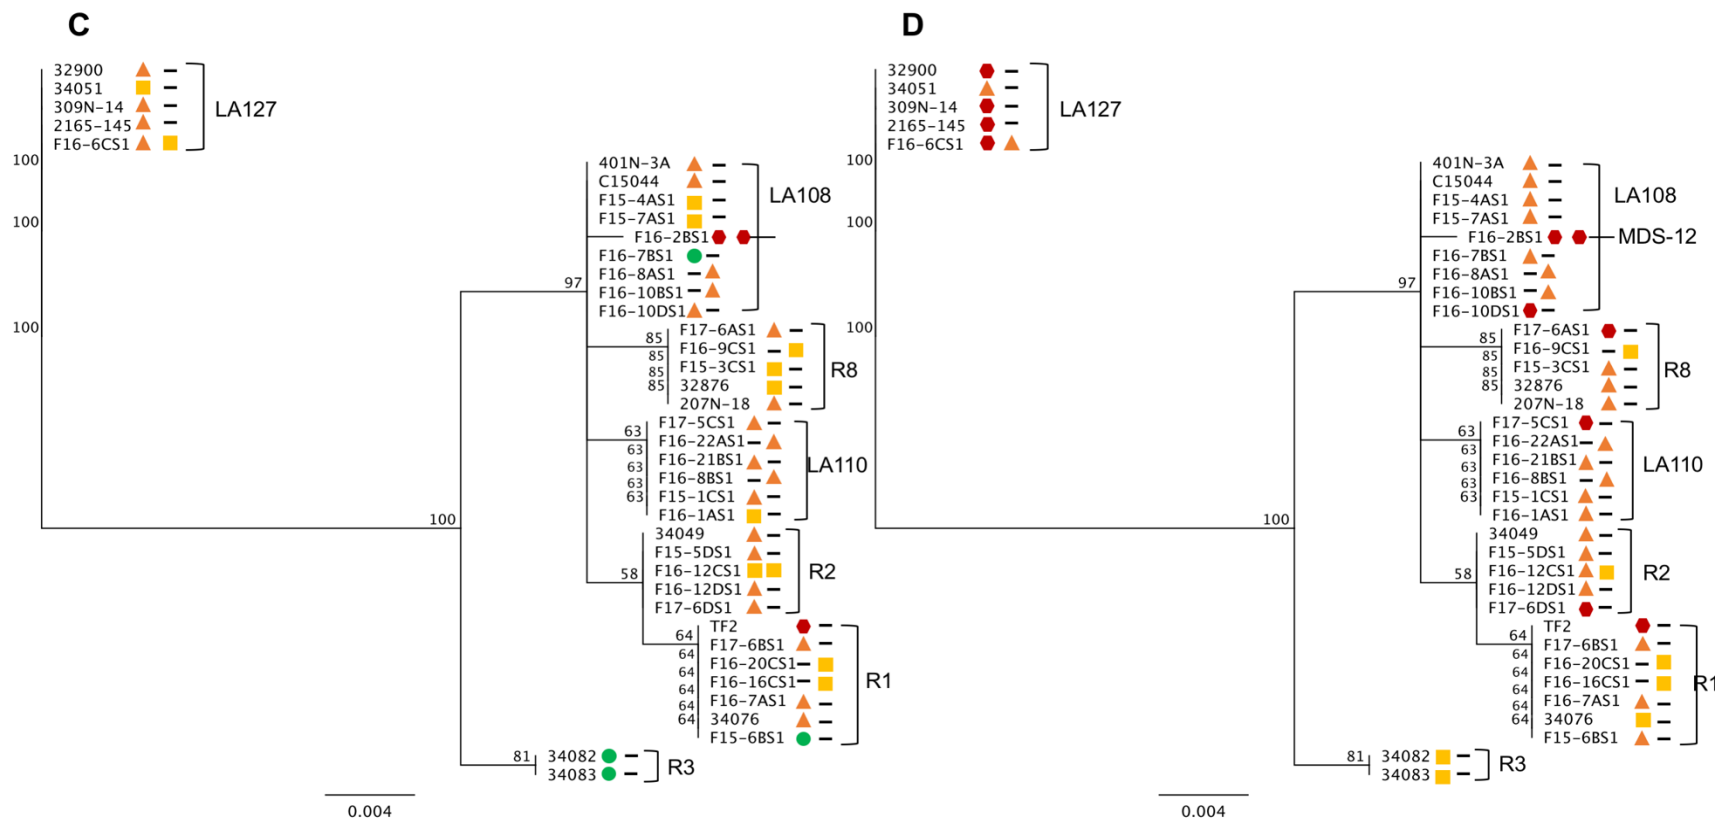 C
32900
34051
309N-14
2165-145
F16-6CS1
LA127
100
100
100
401N-3A
C15044
F15-4AS1
F15-7AS1
F16-2BS1
F16-7BS1
F16-8AS1
F16-10BS1
F16-10DS1
LA108
97
F17-6AS1
F16-9CS1
F15-3CS1
32876
207N-18
R8
85
85
85
85
F17-5CS1
F16-22AS1
F16-21BS1
F16-8BS1
F15-1CS1
F16-1AS1
LA110
63
63
63
63
63
100
34049
F15-5DS1
F16-12CS1
F16-12DS1
F17-6DS1
R2
58
TF2
F17-6BS1
F16-20CS1
F16-16CS1
F16-7AS1
34076
F15-6BS1
R1
64
64
64
64
64
64
34082
34083
R3
81
0.004
D
32900
34051
309N-14
2165-145
F16-6CS1
LA127
100
100
100
401N-3A
C15044
F15-4AS1
F15-7AS1
F16-2BS1
MDS-12
F16-7BS1
F16-8AS1
F16-10BS1
F16-10DS1
LA108
97
F17-6AS1
F16-9CS1
F15-3CS1
32876
207N-18
R8
85
85
85
85
F17-5CS1
F16-22AS1
F16-21BS1
F16-8BS1
F15-1CS1
F16-1AS1
LA110
63
63
63
63
63
100
34049
F15-5DS1
F16-12CS1
F16-12DS1
F17-6DS1
R2
58
TF2
F17-6BS1
F16-20CS1
F16-16CS1
F16-7AS1
34076
F15-6BS1
R1
64
64
64
64
64
64
34082
34083
R3
81
0.004